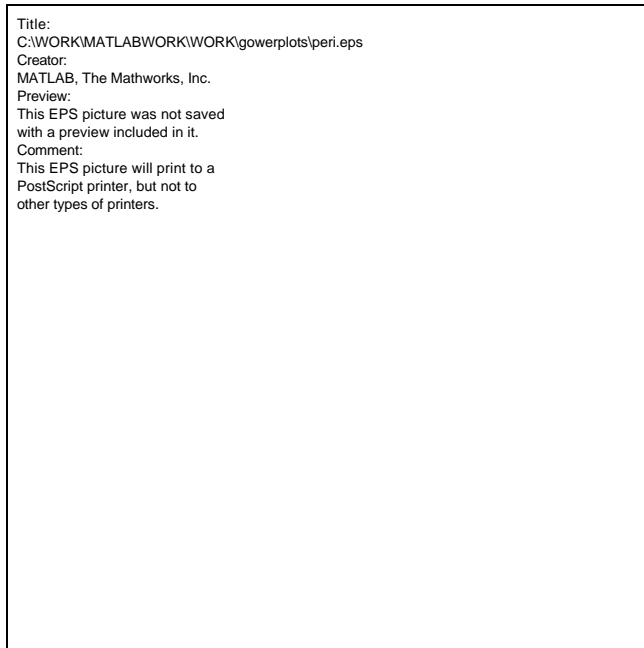 Title:
C:\WORK\MATLABWORK\WORK\gowerplots\peri.eps
Creator:
MATLAB, The Mathworks, Inc.
Preview:
This EPS picture was not saved
with a preview included in it.
Comment:
This EPS picture will print to a
PostScript printer, but not to
other types of printers.